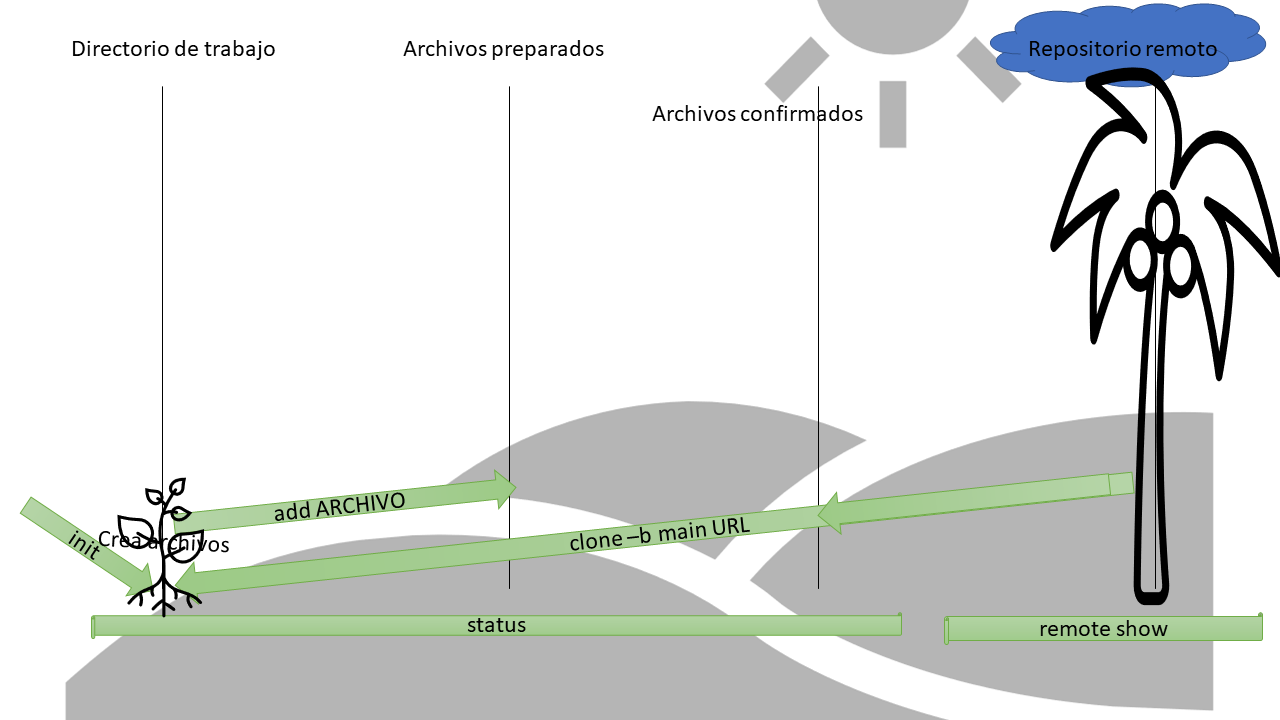 Directorio de trabajo
Archivos preparados
Repositorio remoto
Archivos confirmados
add ARCHIVO
init
Crea archivos
clone –b main URL
status
remote show